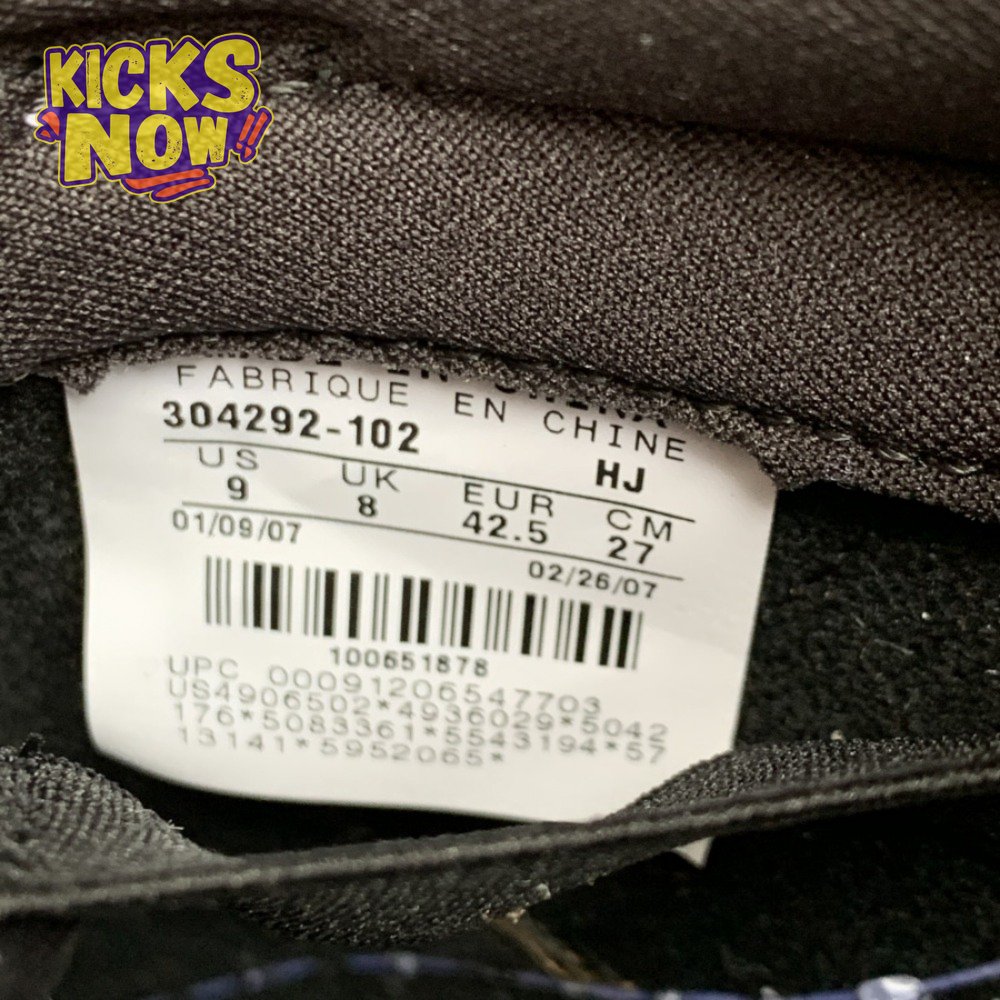 KICKS
NOW!!
FABRIQUE EN CHINE
304292-102 HJ
US UK EUR CM
9 8 42.5 27
01/09/07 02/26/07
100651878
UPC 00091206547703
US4906502*4936029*5042
176*5083361*5543194*57
13141*5952065*